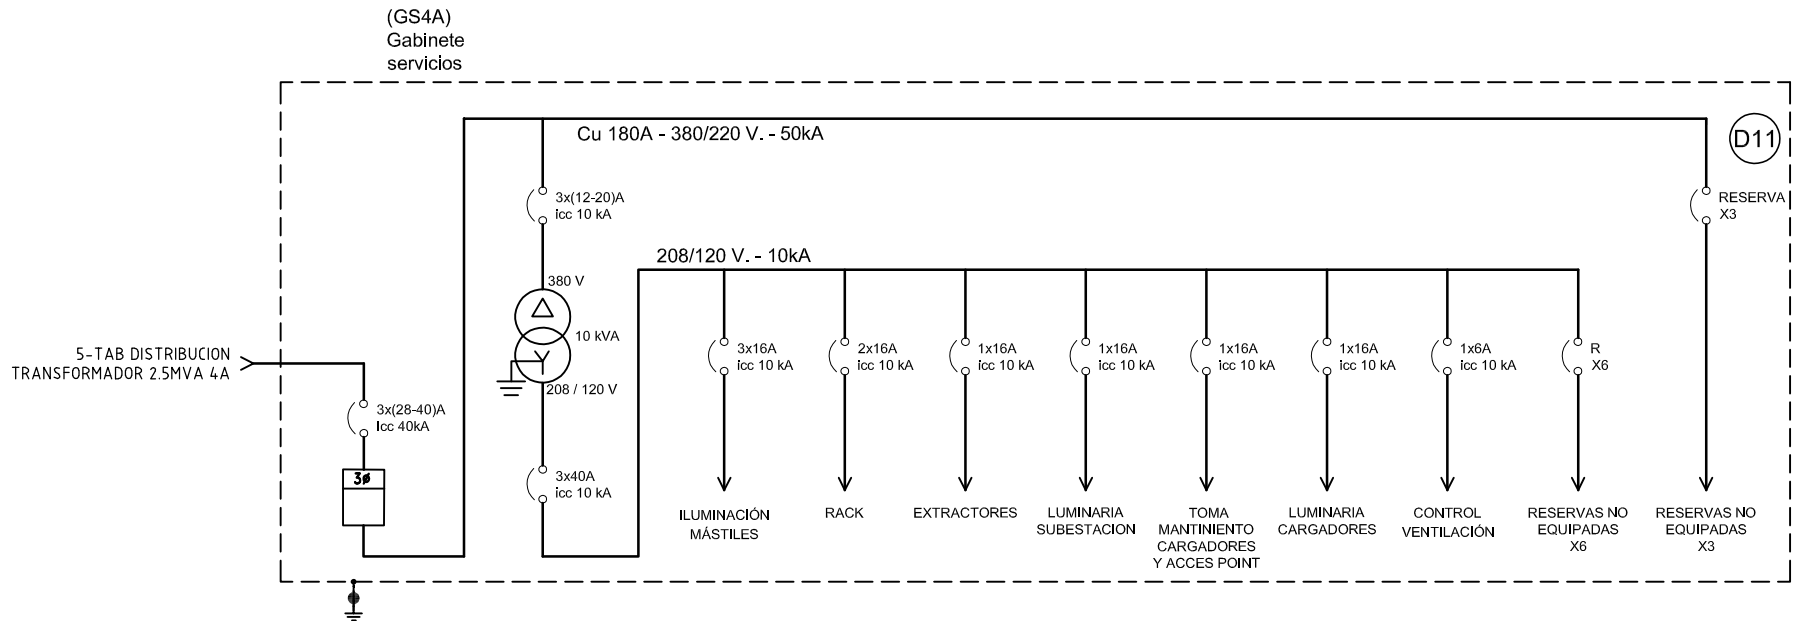 (GS4A)
Gabinete
servicios
Cu 180A - 380/220 V. - 50kA
D11
3x(12-20)A
icc 10 kA
RESERVA
X3
208/120 V. - 10kA
380 V
10 kVA
208 / 120 V
5-TAB DISTRIBUCION
TRANSFORMADOR 2.5MVA 4A
3x(28-40)A
Icc 40kA
3ø
3x40A
icc 10 kA
3x16A
icc 10 kA
2x16A
icc 10 kA
1x16A
icc 10 kA
1x16A
icc 10 kA
1x16A
icc 10 kA
1x16A
icc 10 kA
1x6A
icc 10 kA
R
X6
ILUMINACIÓN
MÁSTILES
RACK
EXTRACTORES
LUMINARIA
SUBESTACION
TOMA
MANTINIENTO
CARGADORES
Y ACCES POINT
LUMINARIA
CARGADORES
CONTROL
VENTILACIÓN
RESERVAS NO
EQUIPADAS
X6
RESERVAS NO
EQUIPADAS
X3